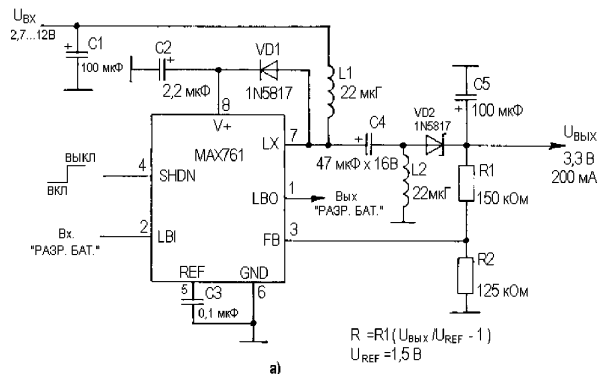 UВХ
2,7...12В
C1
100 мкФ
C2
2,2 мкФ
VD1
1N5817
L1
22 мкГ
C5
100 мкФ
8
V+
MAX761
LX
7
C4
47 мкФ x 16В
VD2
1N5817
UВЫХ
3,3 В
200 мА
L2
22мкГ
R1
150 кОм
ВЫКЛ
ВКЛ
4
SHDN
LBO
1
Вых
"РАЗР. БАТ."
Вх.
"РАЗР. БАТ."
2
LBI
FB
3
REF
GND
5
6
C3
0,1 мкФ
R2
125 кОм
R =R1(UВЫХ /UREF - 1)
UREF =1,5 В
а)